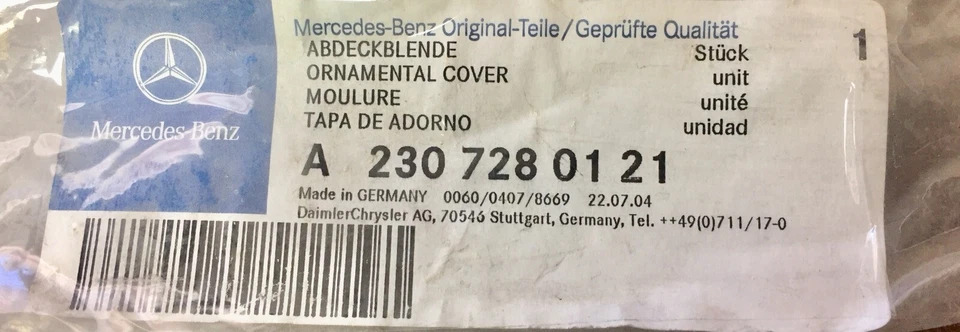 Mercedes-Benz
Mercedes-Benz Original-Teile/Geprüfte Qualität
ABDECKBLENDE Stück 1
ORNAMENTAL COVER unit
MOULURE unité
TAPA DE ADORNO unidad
A 230 728 01 21
Made in GERMANY 0060/0407/8669 22.07.04
DaimlerChrysler AG, 70546 Stuttgart, Germany, Tel. ++49(0)711/17-0